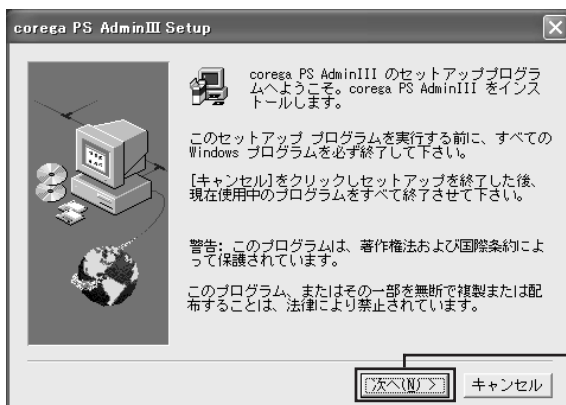 corega PS AdminⅢ Setup
corega PS AdminIII のセットアッププログラ
ムへようこそ。corega PS AdminIII をインス
トールします。
このセットアップ プログラムを実行する前に、すべての
Windows プログラムを必ず終了して下さい。
[キャンセル]をクリックしセットアップを終了した後、
現在使用中のプログラムをすべて終了させて下さい。
警告: このプログラムは、著作権法および国際条約によ
って保護されています。
このプログラム、またはその一部を無断で複製または配
布することは、法律により禁止されています。
次へ(N) >
キャンセル